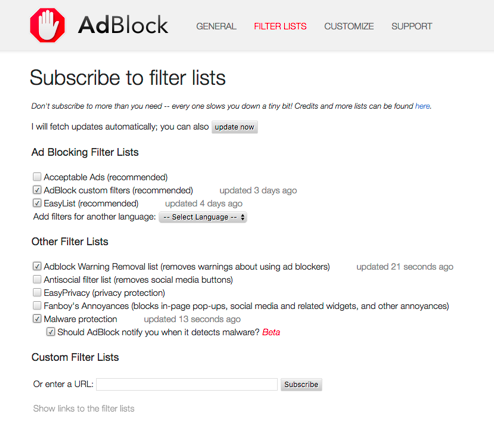 AdBlock
GENERAL FILTER LISTS CUSTOMIZE SUPPORT
Subscribe to filter lists
Don't subscribe to more than you need -- every one slows you down a tiny bit! Credits and more lists can be found here.
I will fetch updates automatically; you can also update now
Ad Blocking Filter Lists
Acceptable Ads (recommended)
AdBlock custom filters (recommended) updated 3 days ago
EasyList (recommended) updated 4 days ago
Add filters for another language: -- Select Language --
Other Filter Lists
Adblock Warning Removal list (removes warnings about using ad blockers) updated 21 seconds ago
Antisocial filter list (removes social media buttons)
EasyPrivacy (privacy protection)
Fanboy's Annoyances (blocks in-page pop-ups, social media and related widgets, and other annoyances)
Malware protection updated 13 seconds ago
Should AdBlock notify you when it detects malware? Beta
Custom Filter Lists
Or enter a URL: Subscribe
Show links to the filter lists